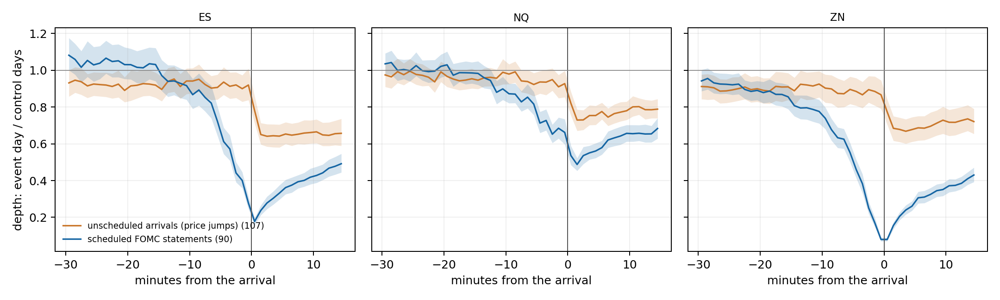 ES
NQ
ZN
depth: event day / control days
1.2
1.0
0.8
0.6
0.4
0.2
unscheduled arrivals (price jumps) (107)
scheduled FOMC statements (90)
−30 −20 −10 0 10
−30 −20 −10 0 10
−30 −20 −10 0 10
minutes from the arrival
minutes from the arrival
minutes from the arrival